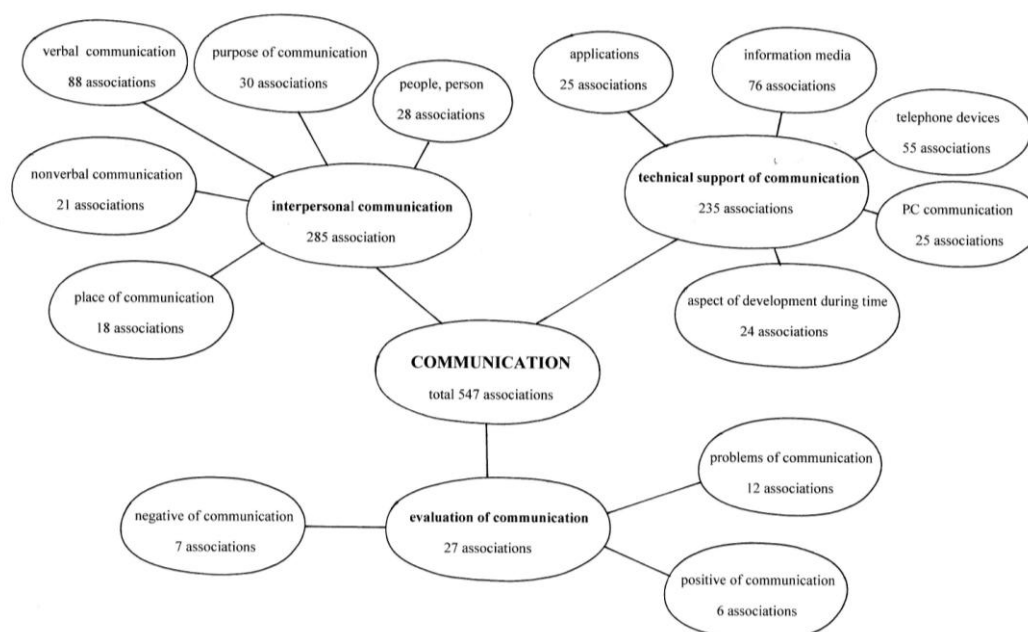 verbal communication
88 associations
purpose of communication
30 associations
people, person
28 associations
nonverbal communication
21 associations
interpersonal communication
285 association
place of communication
18 associations
applications
25 associations
information media
76 associations
telephone devices
55 associations
technical support of communication
235 associations
PC communication
25 associations
aspect of development during time
24 associations
COMMUNICATION
total 547 associations
problems of communication
12 associations
negative of communication
7 associations
evaluation of communication
27 associations
positive of communication
6 associations